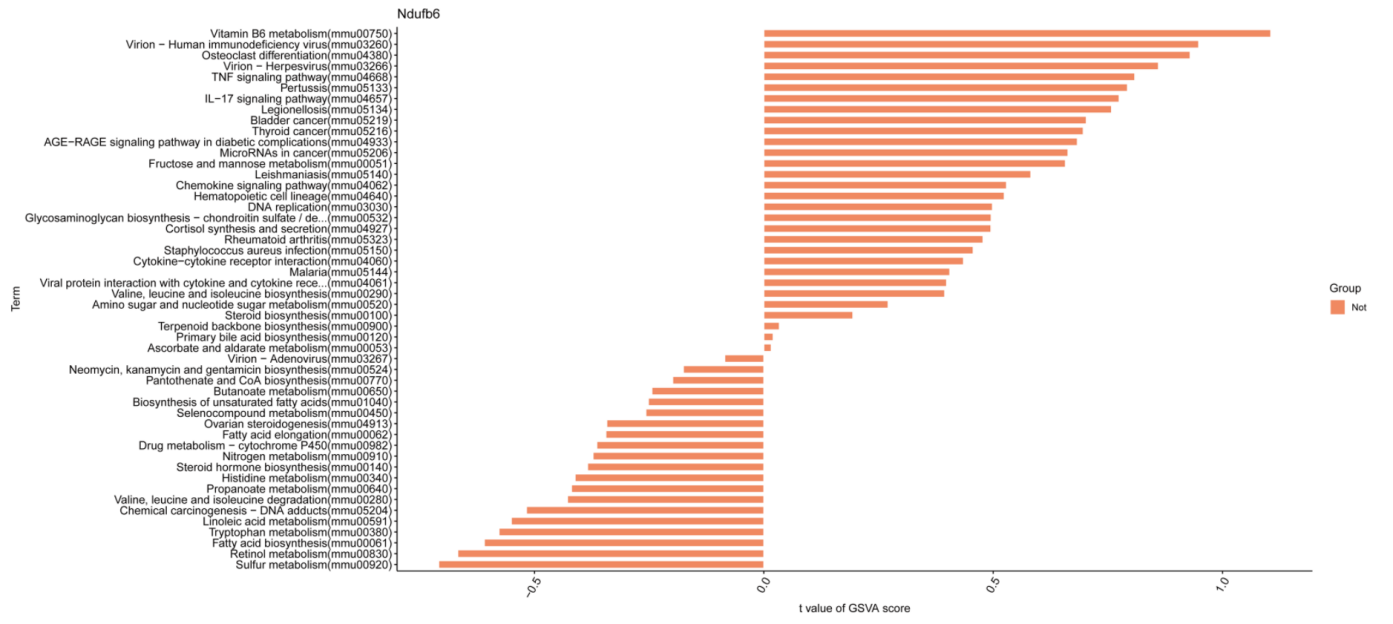 Ndufb6
Vitamin B6 metabolism(mmu00750)
Virion − Human immunodeficiency virus(mmu03260)
Osteoclast differentiation(mmu04380)
Virion − Herpesvirus(mmu03266)
TNF signaling pathway(mmu04668)
Pertussis(mmu05133)
IL−17 signaling pathway(mmu04657)
Legionellosis(mmu05134)
Bladder cancer(mmu05219)
Thyroid cancer(mmu05216)
AGE−RAGE signaling pathway in diabetic complications(mmu04933)
MicroRNAs in cancer(mmu05206)
Fructose and mannose metabolism(mmu00051)
Leishmaniasis(mmu05140)
Chemokine signaling pathway(mmu04062)
Hematopoietic cell lineage(mmu04640)
DNA replication(mmu03030)
Glycosaminoglycan biosynthesis − chondroitin sulfate / de...(mmu00532)
Cortisol synthesis and secretion(mmu04927)
Rheumatoid arthritis(mmu05323)
Staphylococcus aureus infection(mmu05150)
Cytokine−cytokine receptor interaction(mmu04060)
Malaria(mmu05144)
Viral protein interaction with cytokine and cytokine rece...(mmu04061)
Valine, leucine and isoleucine biosynthesis(mmu00290)
Amino sugar and nucleotide sugar metabolism(mmu00520)
Steroid biosynthesis(mmu00100)
Terpenoid backbone biosynthesis(mmu00900)
Primary bile acid biosynthesis(mmu00120)
Ascorbate and aldarate metabolism(mmu00053)
Virion − Adenovirus(mmu03267)
Neomycin, kanamycin and gentamicin biosynthesis(mmu00524)
Pantothenate and CoA biosynthesis(mmu00770)
Butanoate metabolism(mmu00650)
Biosynthesis of unsaturated fatty acids(mmu01040)
Selenocompound metabolism(mmu00450)
Ovarian steroidogenesis(mmu04913)
Fatty acid elongation(mmu00062)
Drug metabolism − cytochrome P450(mmu00982)
Nitrogen metabolism(mmu00910)
Steroid hormone biosynthesis(mmu00140)
Histidine metabolism(mmu00340)
Propanoate metabolism(mmu00640)
Valine, leucine and isoleucine degradation(mmu00280)
Chemical carcinogenesis − DNA adducts(mmu05204)
Linoleic acid metabolism(mmu00591)
Tryptophan metabolism(mmu00380)
Fatty acid biosynthesis(mmu00061)
Retinol metabolism(mmu00830)
Sulfur metabolism(mmu00920)
Term
−0.5
0.0
0.5
1.0
t value of GSVA score
Group
Not